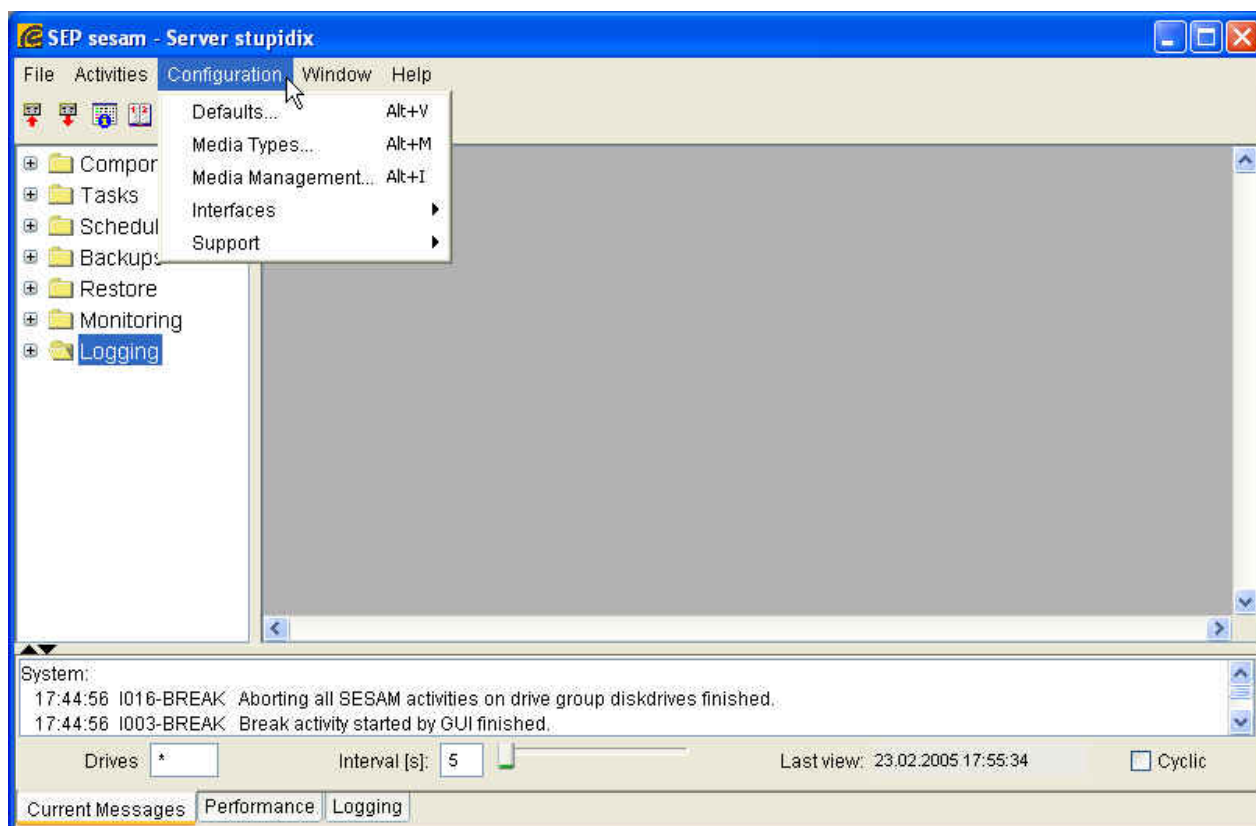 SEP sesam - Server stupidix
File Activities Configuration Window Help
Defaults... Alt+V
Media Types... Alt+M
Media Management... Alt+I
Interfaces
Support
Compor
Tasks
Schedul
Backups
Restore
Monitoring
Logging
System:
17:44:56 I016-BREAK Aborting all SESAM activities on drive group diskdrives finished.
17:44:56 I003-BREAK Break activity started by GUI finished.
Drives * Interval [s]: 5 Last view: 23.02.2005 17:55:34 Cyclic
Current Messages Performance Logging